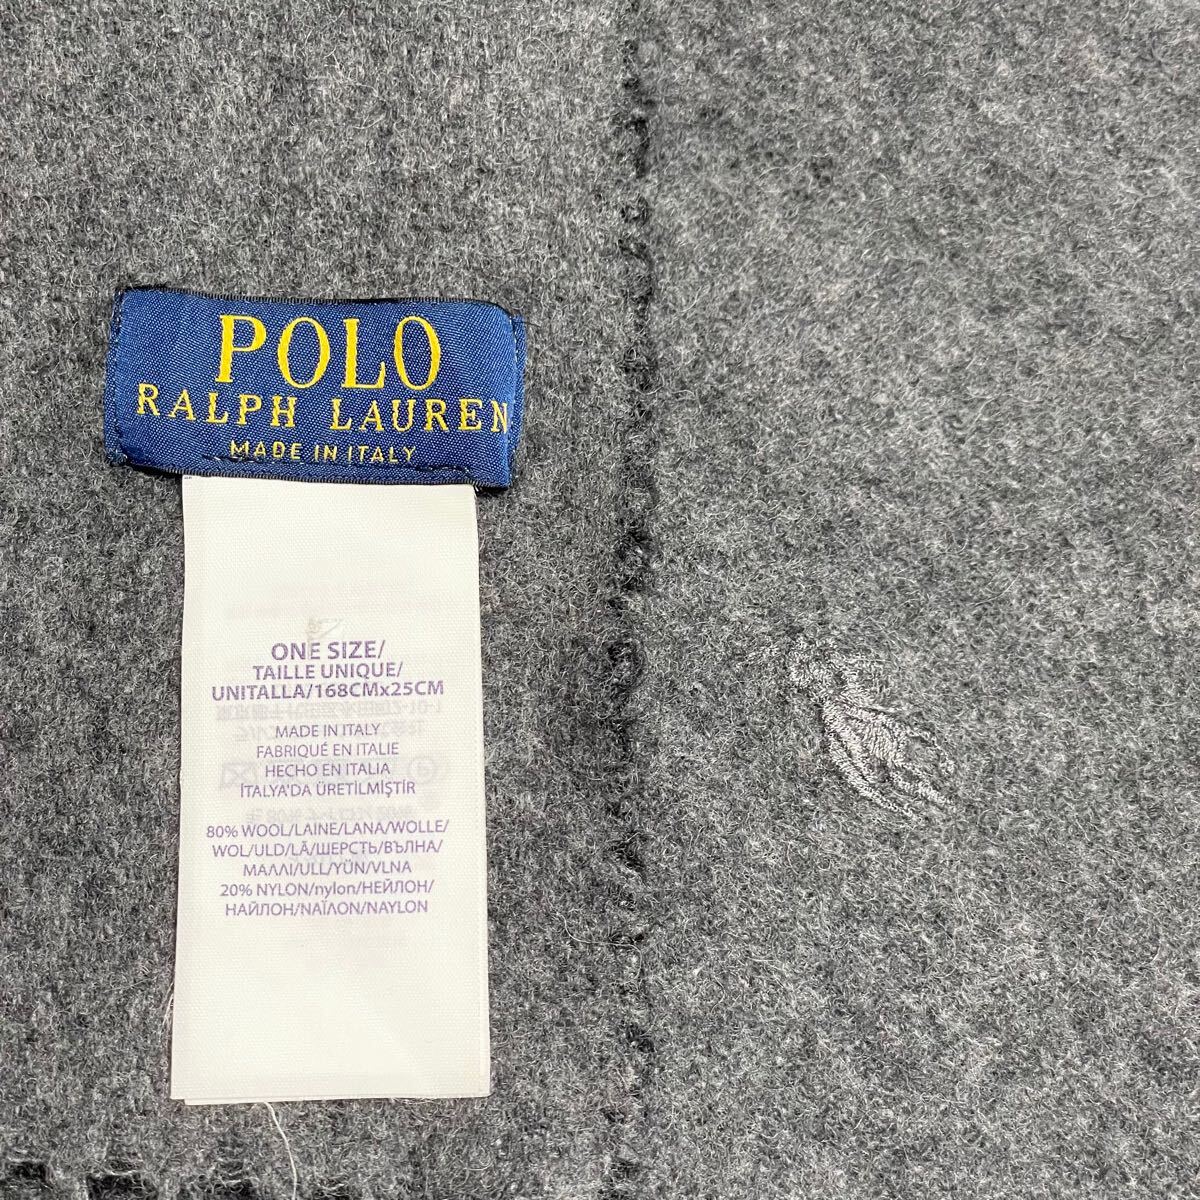 POLO
RALPH LAUREN
MADE IN ITALY
ONE SIZE/
TAILLE UNIQUE/
UNITALLA/168CMx25CM
MADE IN ITALY
FABRIQUÉ EN ITALIE
HECHO EN ITALIA
İTALYA'DA ÜRETİLMİŞTİR
80% WOOL/LAINE/LANA/WOLLE/
WOL/ULD/LÃ/ШЕРСТЬ/ВЪЛНА/
ΜΑΛΛΙ/ULL/YÜN/VLNA
20% NYLON/nylon/НЕЙЛОН/
НАЙЛОН/ΝΑΪΛΟΝ/NAYLON